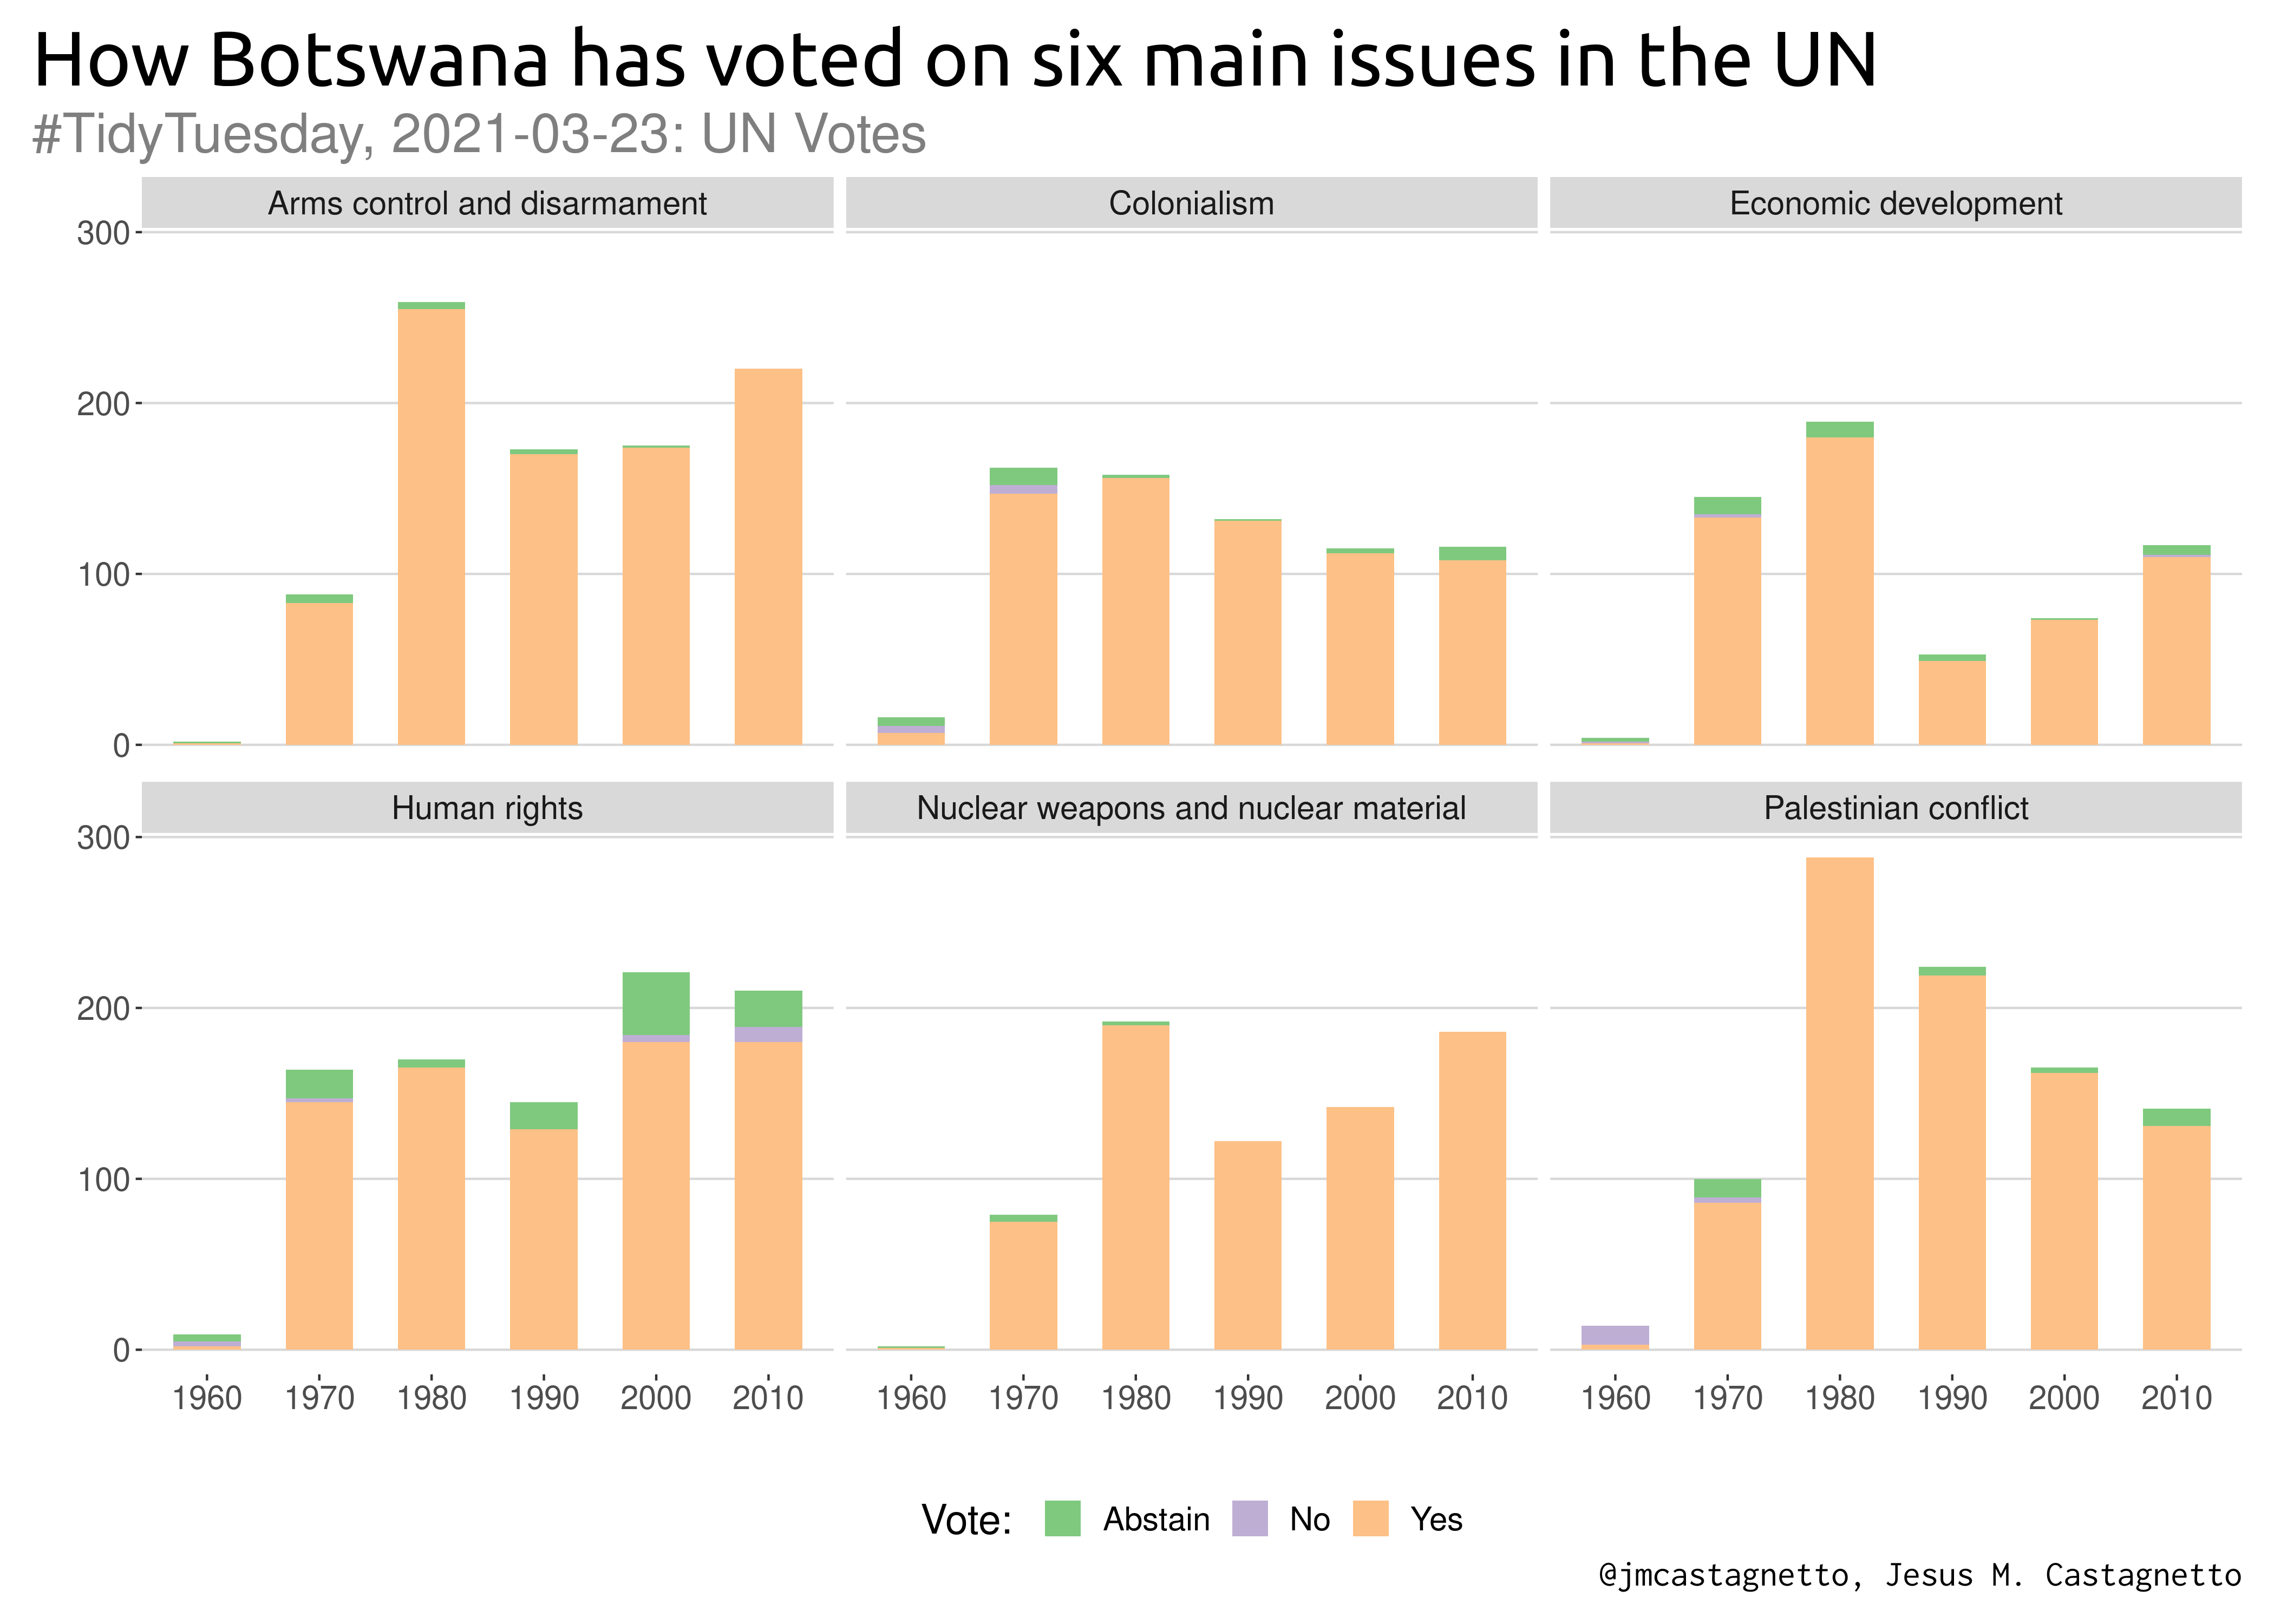 How Botswana has voted on six main issues in the UN
#TidyTuesday, 2021-03-23: UN Votes
Arms control and disarmament
Colonialism
Economic development
300
200
100
0
Human rights
Nuclear weapons and nuclear material
Palestinian conflict
300
200
100
0
1960 1970 1980 1990 2000 2010
1960 1970 1980 1990 2000 2010
1960 1970 1980 1990 2000 2010
Vote: Abstain No Yes
@jmcastagnetto, Jesus M. Castagnetto